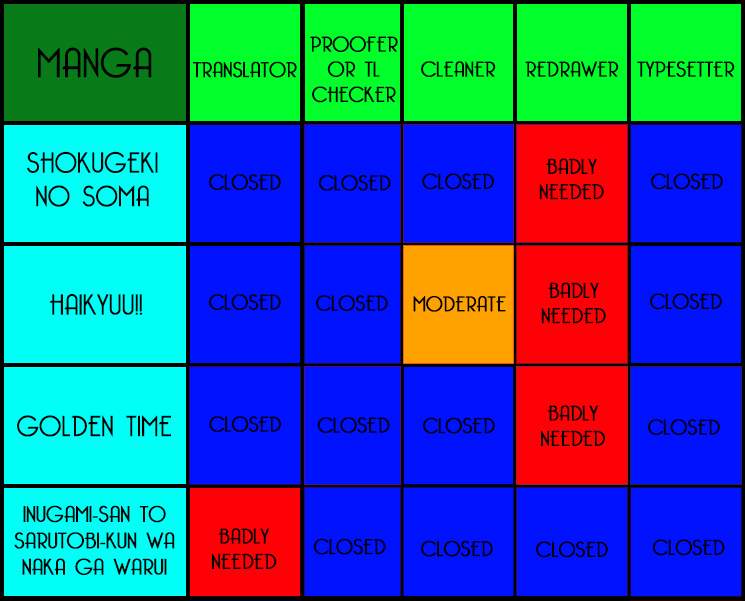 MANGA
TRANSLATOR
PROOFER
OR TL
CHECKER
CLEANER
REDRAWER
TYPESETTER
SHOKUGEKI
NO SOMA
CLOSED
CLOSED
CLOSED
BADLY
NEEDED
CLOSED
HAIKYUU!!
CLOSED
CLOSED
MODERATE
BADLY
NEEDED
CLOSED
GOLDEN TIME
CLOSED
CLOSED
CLOSED
BADLY
NEEDED
CLOSED
INUGAMI-SAN TO
SARUTOBI-KUN WA
NAKA GA WARUI
BADLY
NEEDED
CLOSED
CLOSED
CLOSED
CLOSED